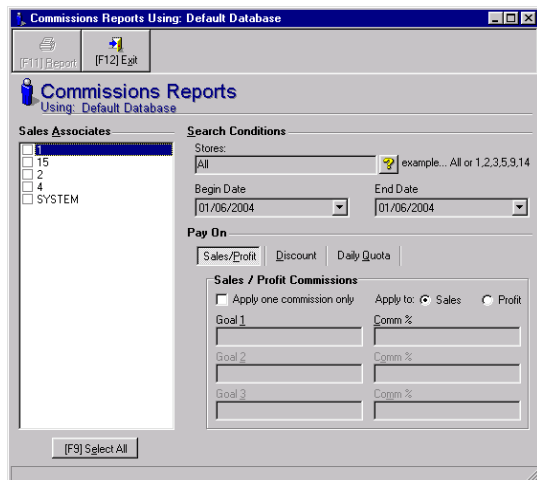 Commissions Reports Using: Default Database
[F11] Report
[F12] Exit
Commissions Reports
Using: Default Database
Sales Associates
1
15
2
4
SYSTEM
[F9] Select All
Search Conditions
Stores:
All
? example... All or 1,2,3,5,9,14
Begin Date
End Date
01/06/2004
01/06/2004
Pay On
Sales/Profit
Discount
Daily Quota
Sales / Profit Commissions
Apply one commission only
Apply to: Sales Profit
Goal 1
Comm %
Goal 2
Comm %
Goal 3
Comm %